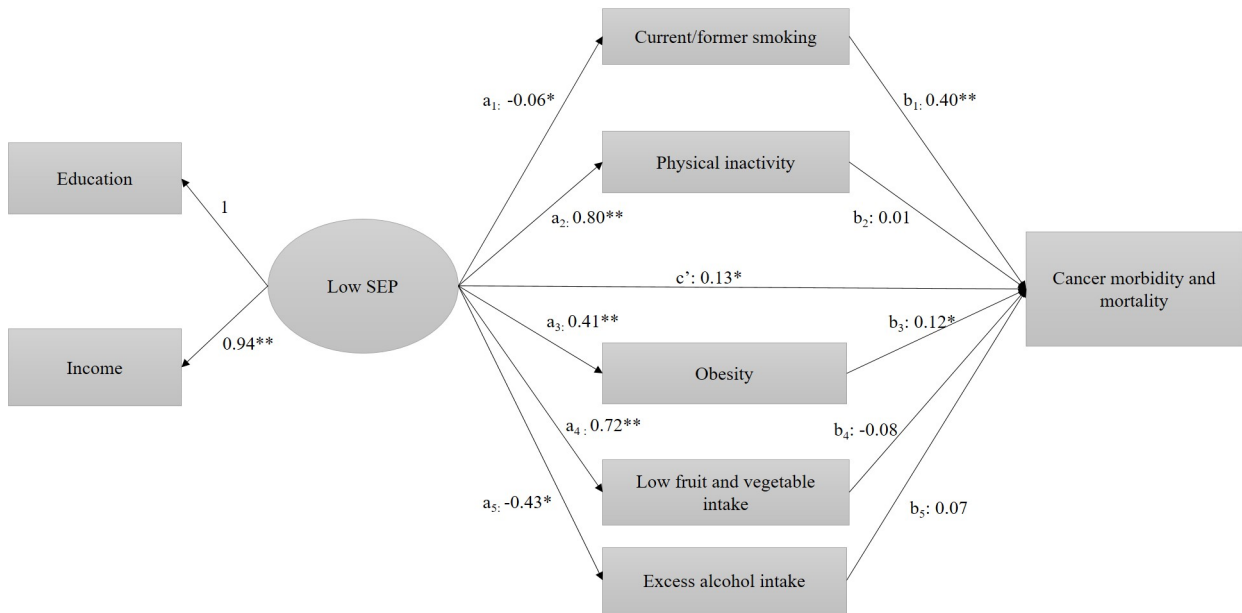 Current/former smoking
a₁: -0.06*
b₁: 0.40**
Education
Physical inactivity
1
a₂: 0.80**
b₂: 0.01
Low SEP
c’: 0.13*
Cancer morbidity and
mortality
0.94**
Income
a₃: 0.41**
Obesity
b₃: 0.12*
a₄ : 0.72**
b₄: -0.08
Low fruit and vegetable
intake
a₅: -0.43*
b₅: 0.07
Excess alcohol intake